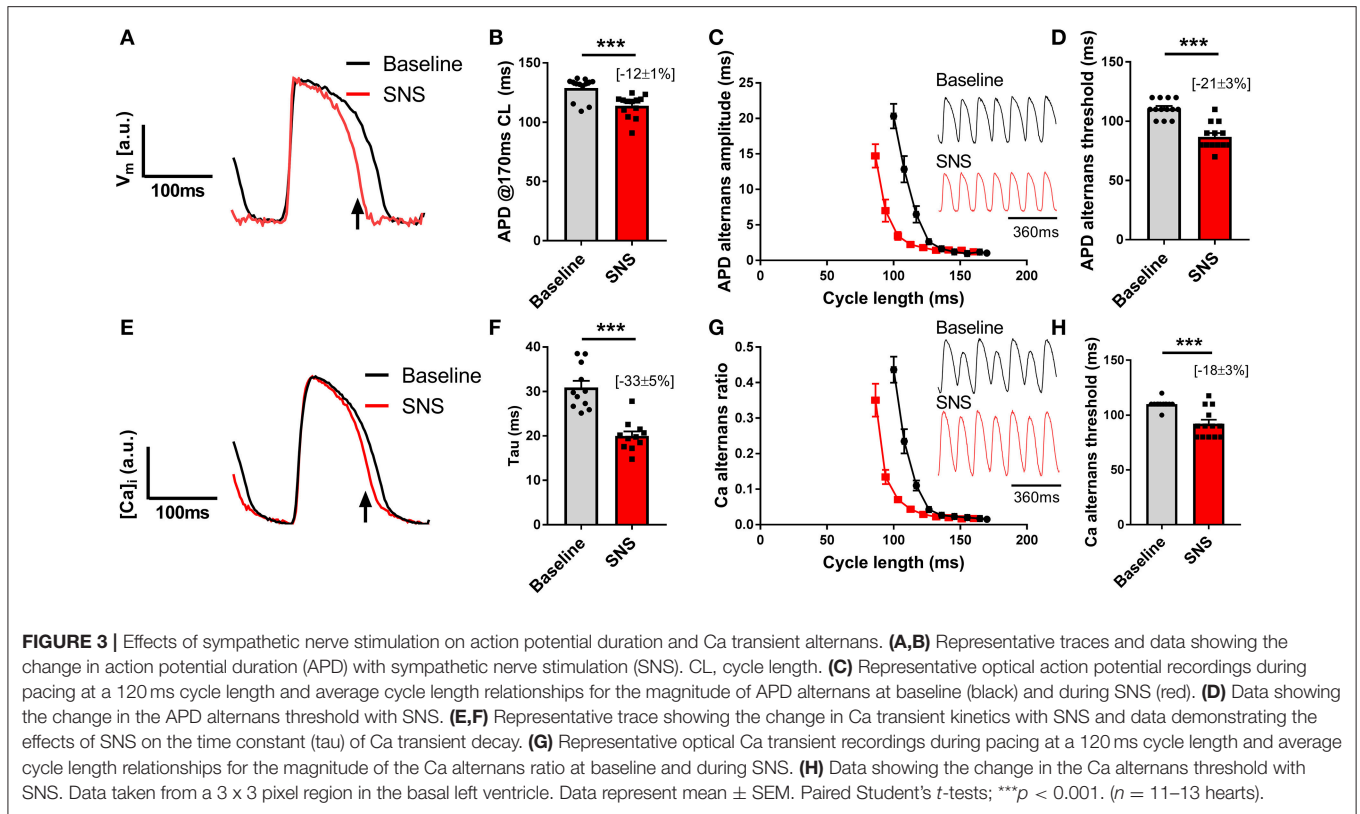 A
Baseline
SNS
V_m [a.u.]
100ms
B
***
[-12±1%]
APD @170ms CL (ms)
150
100
50
0
Baseline
SNS
C
APD alternans amplitude (ms)
25
20
15
10
5
0
0
50
100
150
200
Cycle length (ms)
Baseline
SNS
360ms
D
***
[-21±3%]
APD alternans threshold (ms)
150
100
50
0
Baseline
SNS
E
Baseline
SNS
[Ca]_i (a.u.)
100ms
F
***
[-33±5%]
Tau (ms)
40
30
20
10
0
Baseline
SNS
G
Ca alternans ratio
0.5
0.4
0.3
0.2
0.1
0.0
0
50
100
150
200
Cycle length (ms)
Baseline
SNS
360ms
H
***
[-18±3%]
Ca alternans threshold (ms)
150
100
50
0
Baseline
SNS
FIGURE 3 | Effects of sympathetic nerve stimulation on action potential duration and Ca transient alternans. (A,B) Representative traces and data showing the
change in action potential duration (APD) with sympathetic nerve stimulation (SNS). CL, cycle length. (C) Representative optical action potential recordings during
pacing at a 120 ms cycle length and average cycle length relationships for the magnitude of APD alternans at baseline (black) and during SNS (red). (D) Data showing
the change in the APD alternans threshold with SNS. (E,F) Representative trace showing the change in Ca transient kinetics with SNS and data demonstrating the
effects of SNS on the time constant (tau) of Ca transient decay. (G) Representative optical Ca transient recordings during pacing at a 120 ms cycle length and average
cycle length relationships for the magnitude of the Ca alternans ratio at baseline and during SNS. (H) Data showing the change in the Ca alternans threshold with
SNS. Data taken from a 3 x 3 pixel region in the basal left ventricle. Data represent mean ± SEM. Paired Student's t-tests; ***p < 0.001. (n = 11–13 hearts).